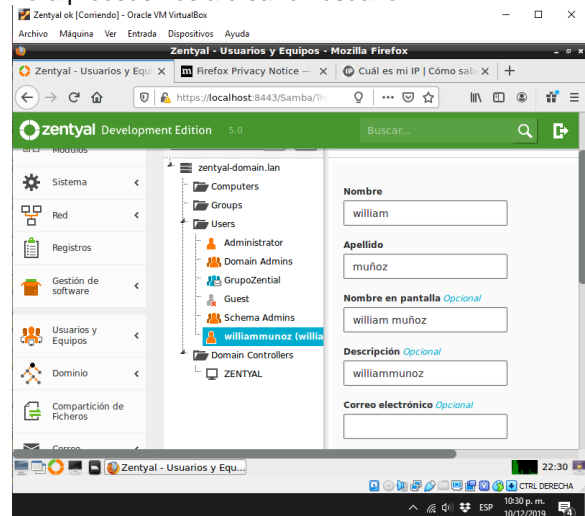 Zentyal ok [Corriendo] - Oracle VM VirtualBox
Archivo Máquina Ver Entrada Dispositivos Ayuda
Zentyal - Usuarios y Equipos - Mozilla Firefox
Zentyal - Usuarios y Equi
Firefox Privacy Notice —
Cuál es mi IP | Cómo sab
https://localhost:8443/Samba/Tr
zentyal Development Edition 5.0
Buscar...
Módulos
Sistema
Red
Registros
Gestión de software
Usuarios y Equipos
Dominio
Compartición de Ficheros
Correo
zentyal-domain.lan
Computers
Groups
Users
Administrator
Domain Admins
GrupoZential
Guest
Schema Admins
williammunoz (willia
Domain Controllers
ZENTYAL
Nombre
william
Apellido
muñoz
Nombre en pantalla Opcional
william muñoz
Descripción Opcional
williammunoz
Correo electrónico Opcional
Zentyal - Usuarios y Equ...
22:30
CTRL DERECHA
ESP
10:30 p. m.
10/12/2019